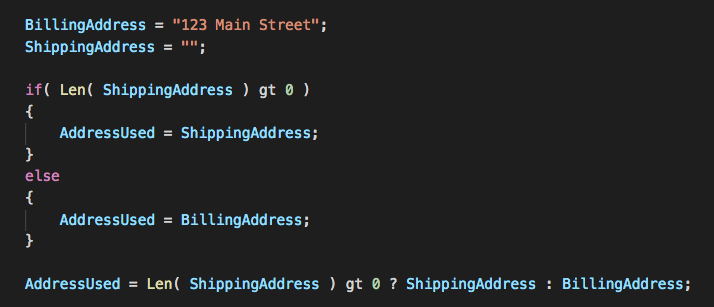 BillingAddress = "123 Main Street";
ShippingAddress = "";
if( Len( ShippingAddress ) gt 0 )
{
AddressUsed = ShippingAddress;
}
else
{
AddressUsed = BillingAddress;
}
AddressUsed = Len( ShippingAddress ) gt 0 ? ShippingAddress : BillingAddress;